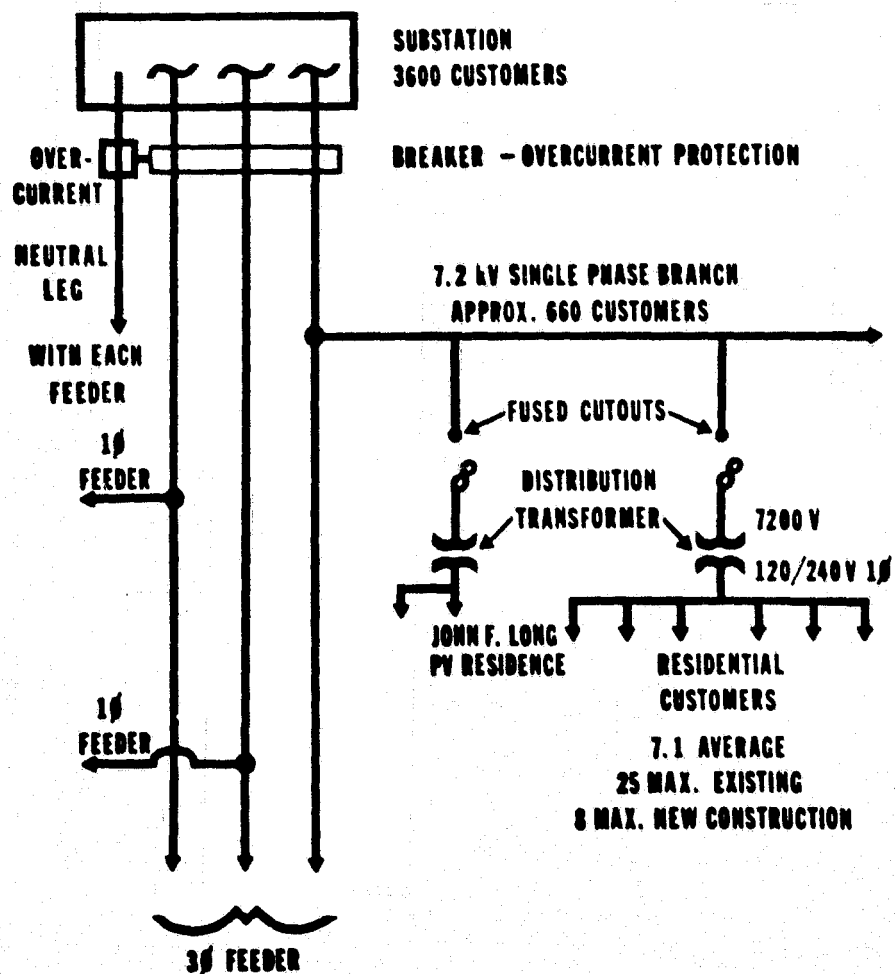 SUBSTATION
3600 CUSTOMERS
OVER-
CURRENT
BREAKER - OVERCURRENT PROTECTION
NEUTRAL
LEG
7.2 kV SINGLE PHASE BRANCH
APPROX. 660 CUSTOMERS
WITH EACH
FEEDER
FUSED CUTOUTS
1Ø
FEEDER
DISTRIBUTION
TRANSFORMER
7200 V
120/240 V 1Ø
JOHN F. LONG
PV RESIDENCE
RESIDENTIAL
CUSTOMERS
1Ø
FEEDER
7.1 AVERAGE
25 MAX. EXISTING
8 MAX. NEW CONSTRUCTION
3Ø FEEDER